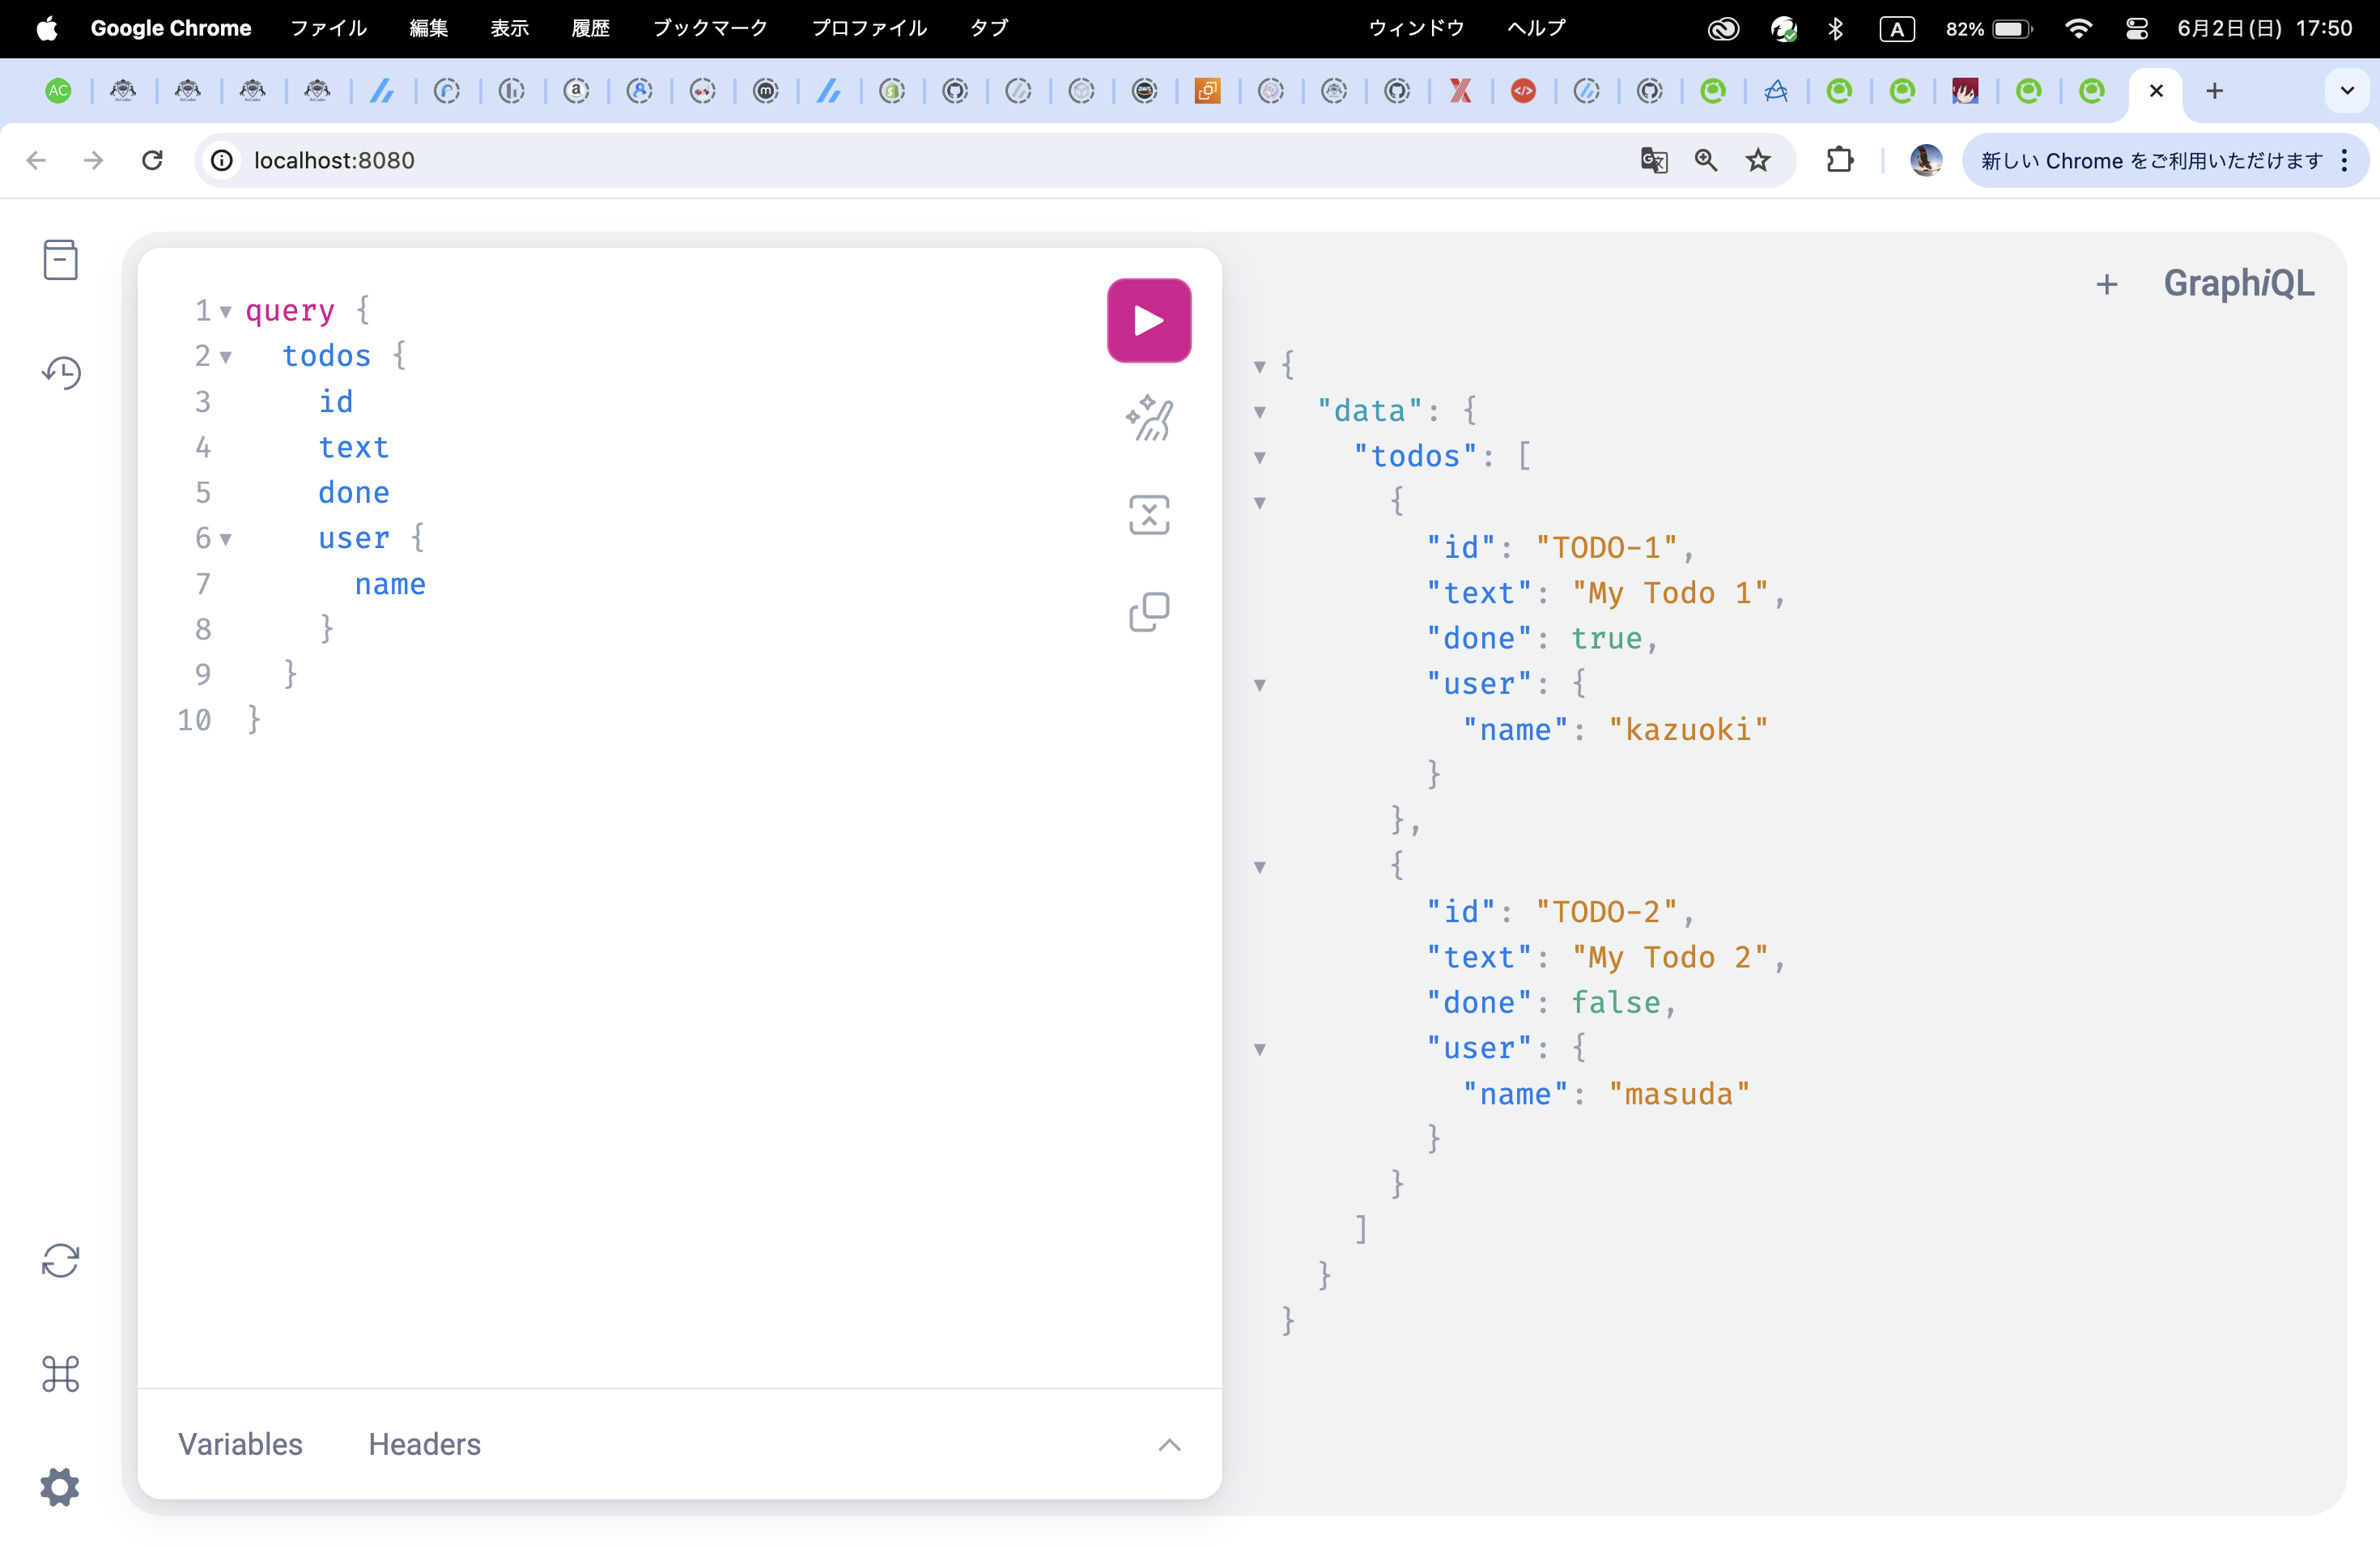 Google Chrome ファイル 編集 表示 履歴 ブックマーク プロファイル タブ ウィンドウ ヘルプ A 82% 6月2日(日) 17:50
AC
localhost:8080 新しい Chrome をご利用いただけます
GraphiQL
1 query {
2 todos {
3 id
4 text
5 done
6 user {
7 name
8 }
9 }
10 }
{
"data": {
"todos": [
{
"id": "TODO-1",
"text": "My Todo 1",
"done": true,
"user": {
"name": "kazuoki"
}
},
{
"id": "TODO-2",
"text": "My Todo 2",
"done": false,
"user": {
"name": "masuda"
}
}
]
}
}
Variables Headers